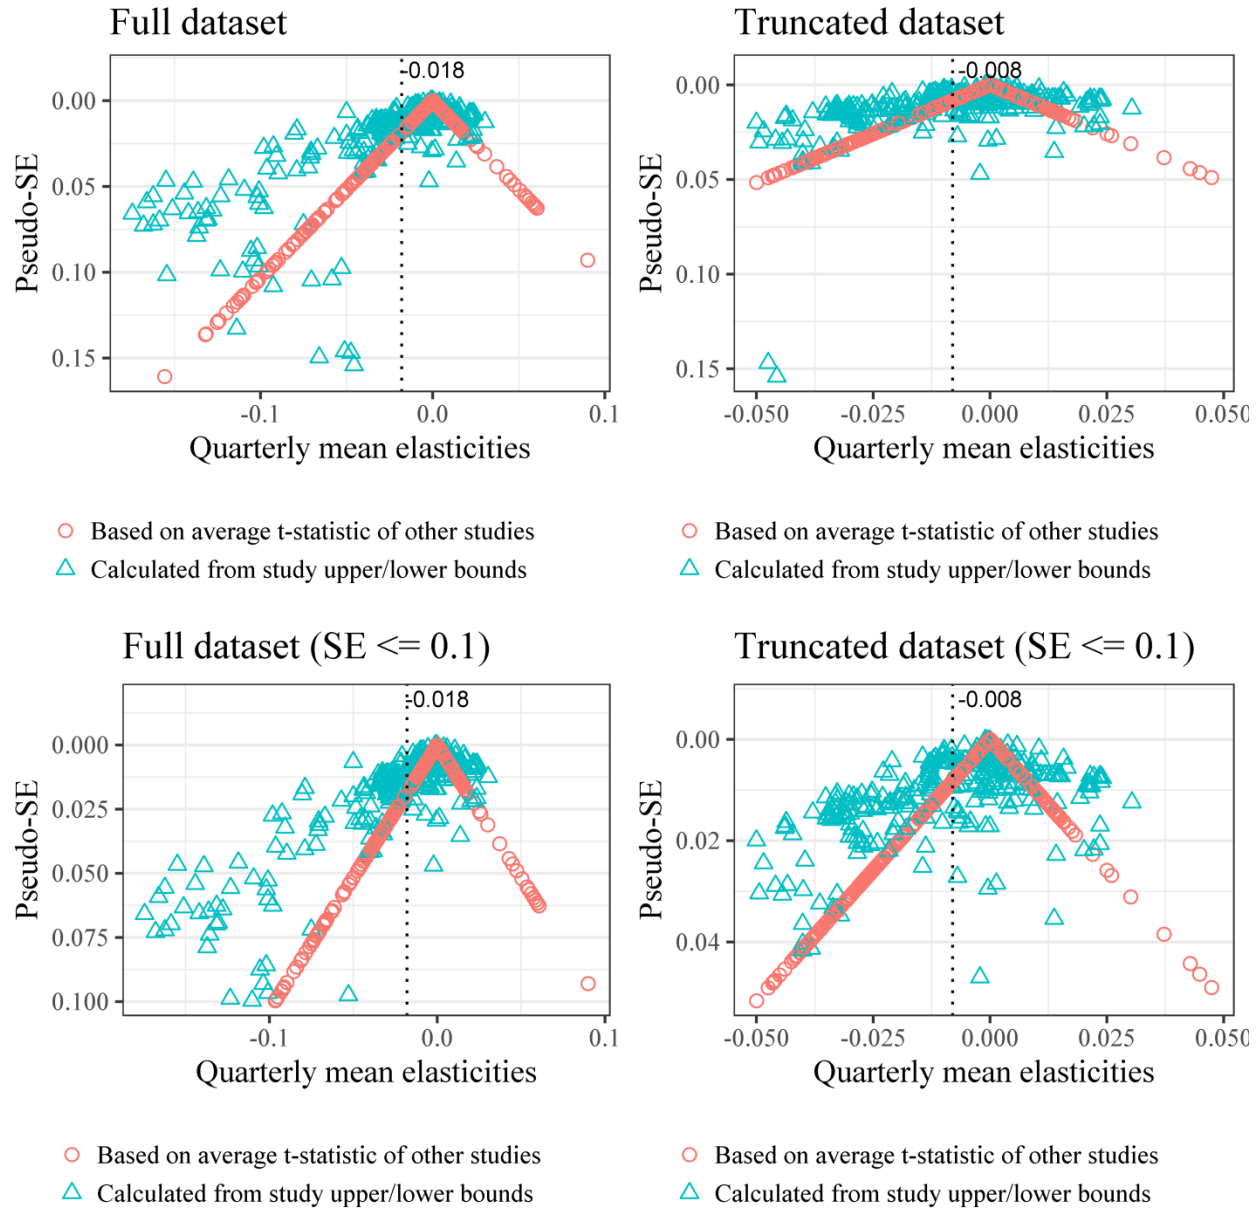 Full dataset
-0.018
0.00
0.05
0.10
0.15
Pseudo-SE
-0.1
0.0
0.1
Quarterly mean elasticities
Based on average t-statistic of other studies
Calculated from study upper/lower bounds
Truncated dataset
-0.008
0.00
0.05
0.10
0.15
Pseudo-SE
-0.050
-0.025
0.000
0.025
0.050
Quarterly mean elasticities
Based on average t-statistic of other studies
Calculated from study upper/lower bounds
Full dataset (SE <= 0.1)
-0.018
0.000
0.025
0.050
0.075
0.100
Pseudo-SE
-0.1
0.0
0.1
Quarterly mean elasticities
Based on average t-statistic of other studies
Calculated from study upper/lower bounds
Truncated dataset (SE <= 0.1)
-0.008
0.00
0.02
0.04
Pseudo-SE
-0.050
-0.025
0.000
0.025
0.050
Quarterly mean elasticities
Based on average t-statistic of other studies
Calculated from study upper/lower bounds